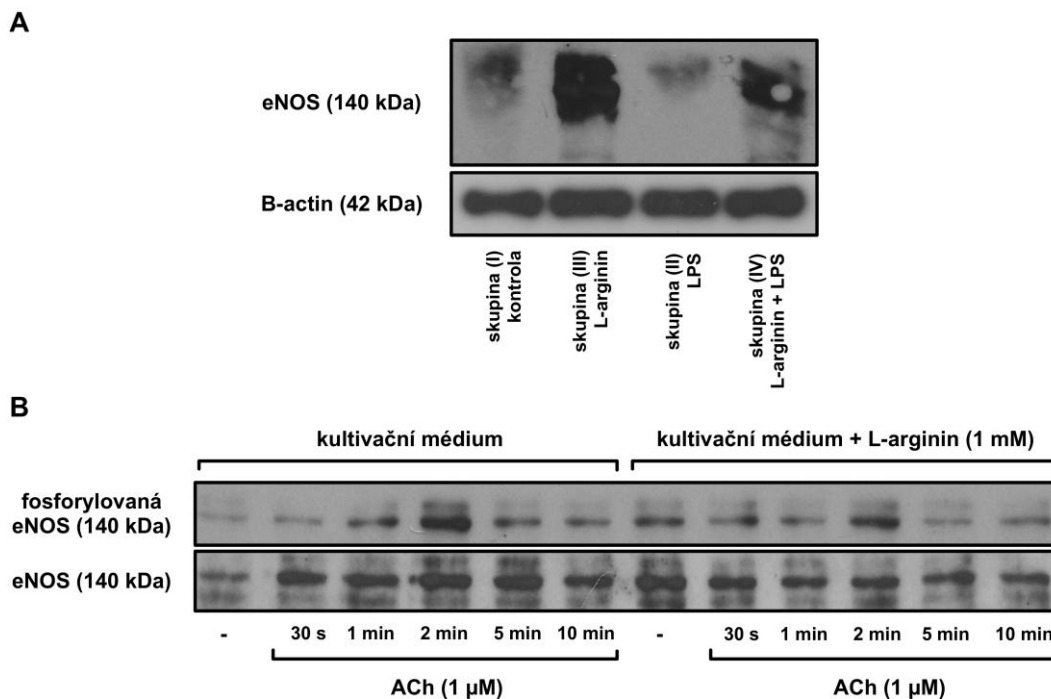 A
eNOS (140 kDa)
B-actin (42 kDa)
skupina (I)
kontrola
skupina (III)
L-arginin
skupina (II)
LPS
skupina (IV)
L-arginin + LPS
B
kultivační médium
kultivační médium + L-arginin (1 mM)
fosforylovaná
eNOS (140 kDa)
eNOS (140 kDa)
- 30 s 1 min 2 min 5 min 10 min - 30 s 1 min 2 min 5 min 10 min
ACh (1 µM) ACh (1 µM)